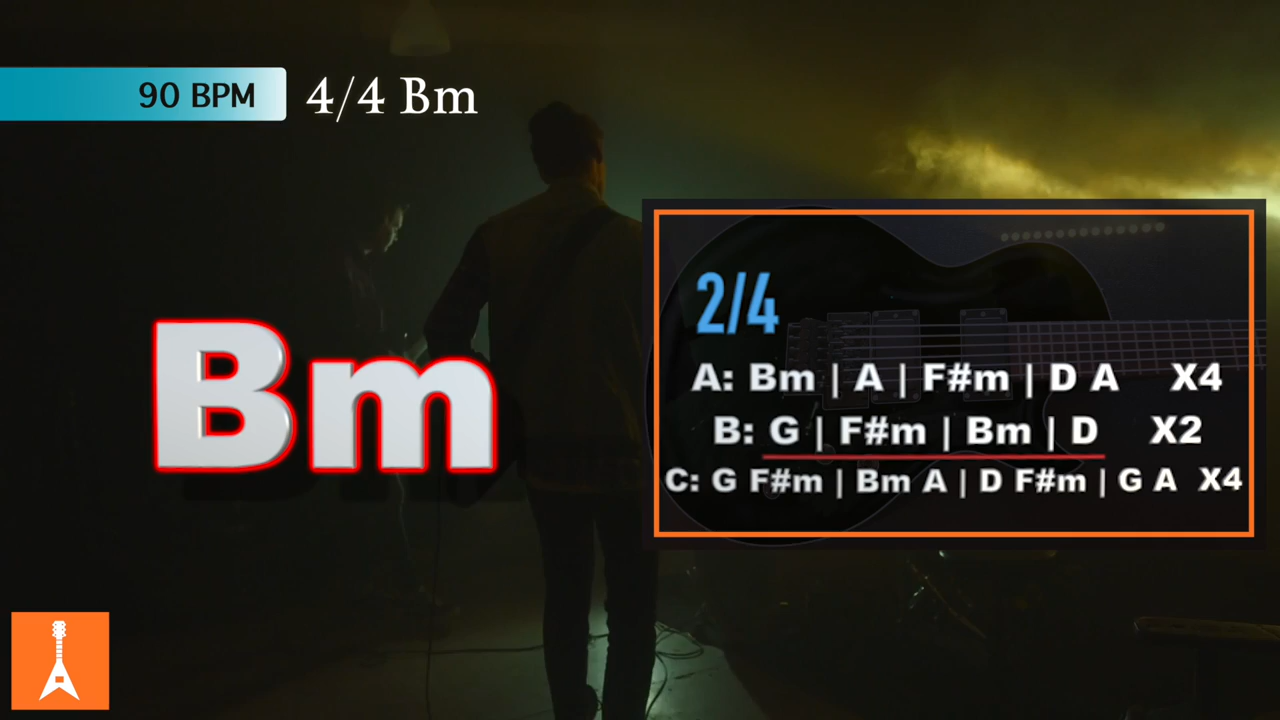 90 BPM 4/4 Bm
Bm
2/4
A: Bm | A | F#m | D A X4
B: G | F#m | Bm | D X2
C: G F#m | Bm A | D F#m | G A X4